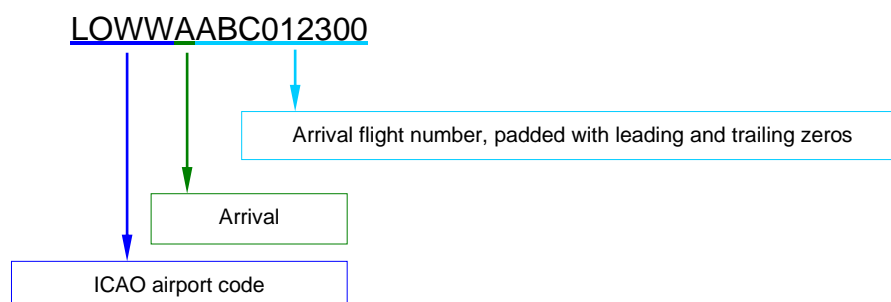 LOWWAABC012300
Arrival flight number, padded with leading and trailing zeros
Arrival
ICAO airport code